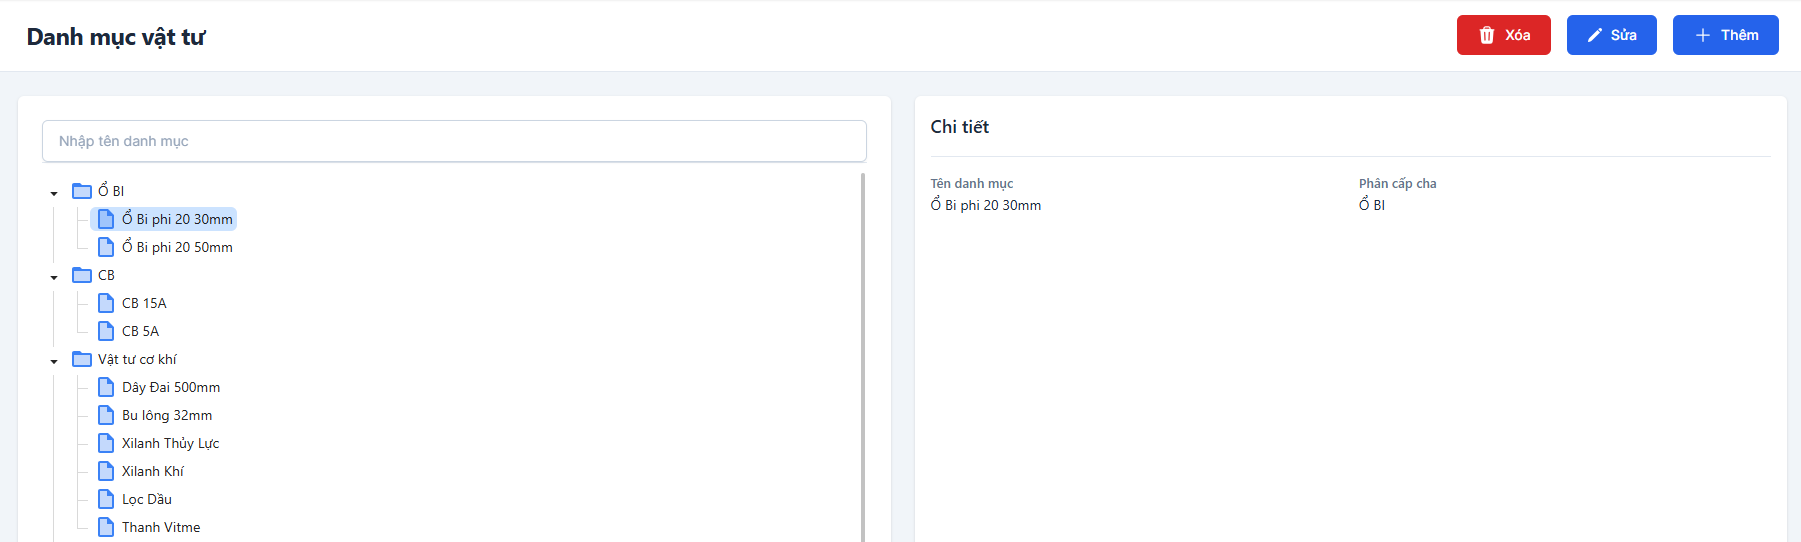 Danh mục vật tư
Xóa
Sửa
Thêm
Nhập tên danh mục
Ổ BI
Ổ Bi phi 20 30mm
Ổ Bi phi 20 50mm
CB
CB 15A
CB 5A
Vật tư cơ khí
Dây Đai 500mm
Bu lông 32mm
Xilanh Thủy Lực
Xilanh Khí
Lọc Dầu
Thanh Vitme
Chi tiết
Tên danh mục
Ổ Bi phi 20 30mm
Phân cấp cha
Ổ BI